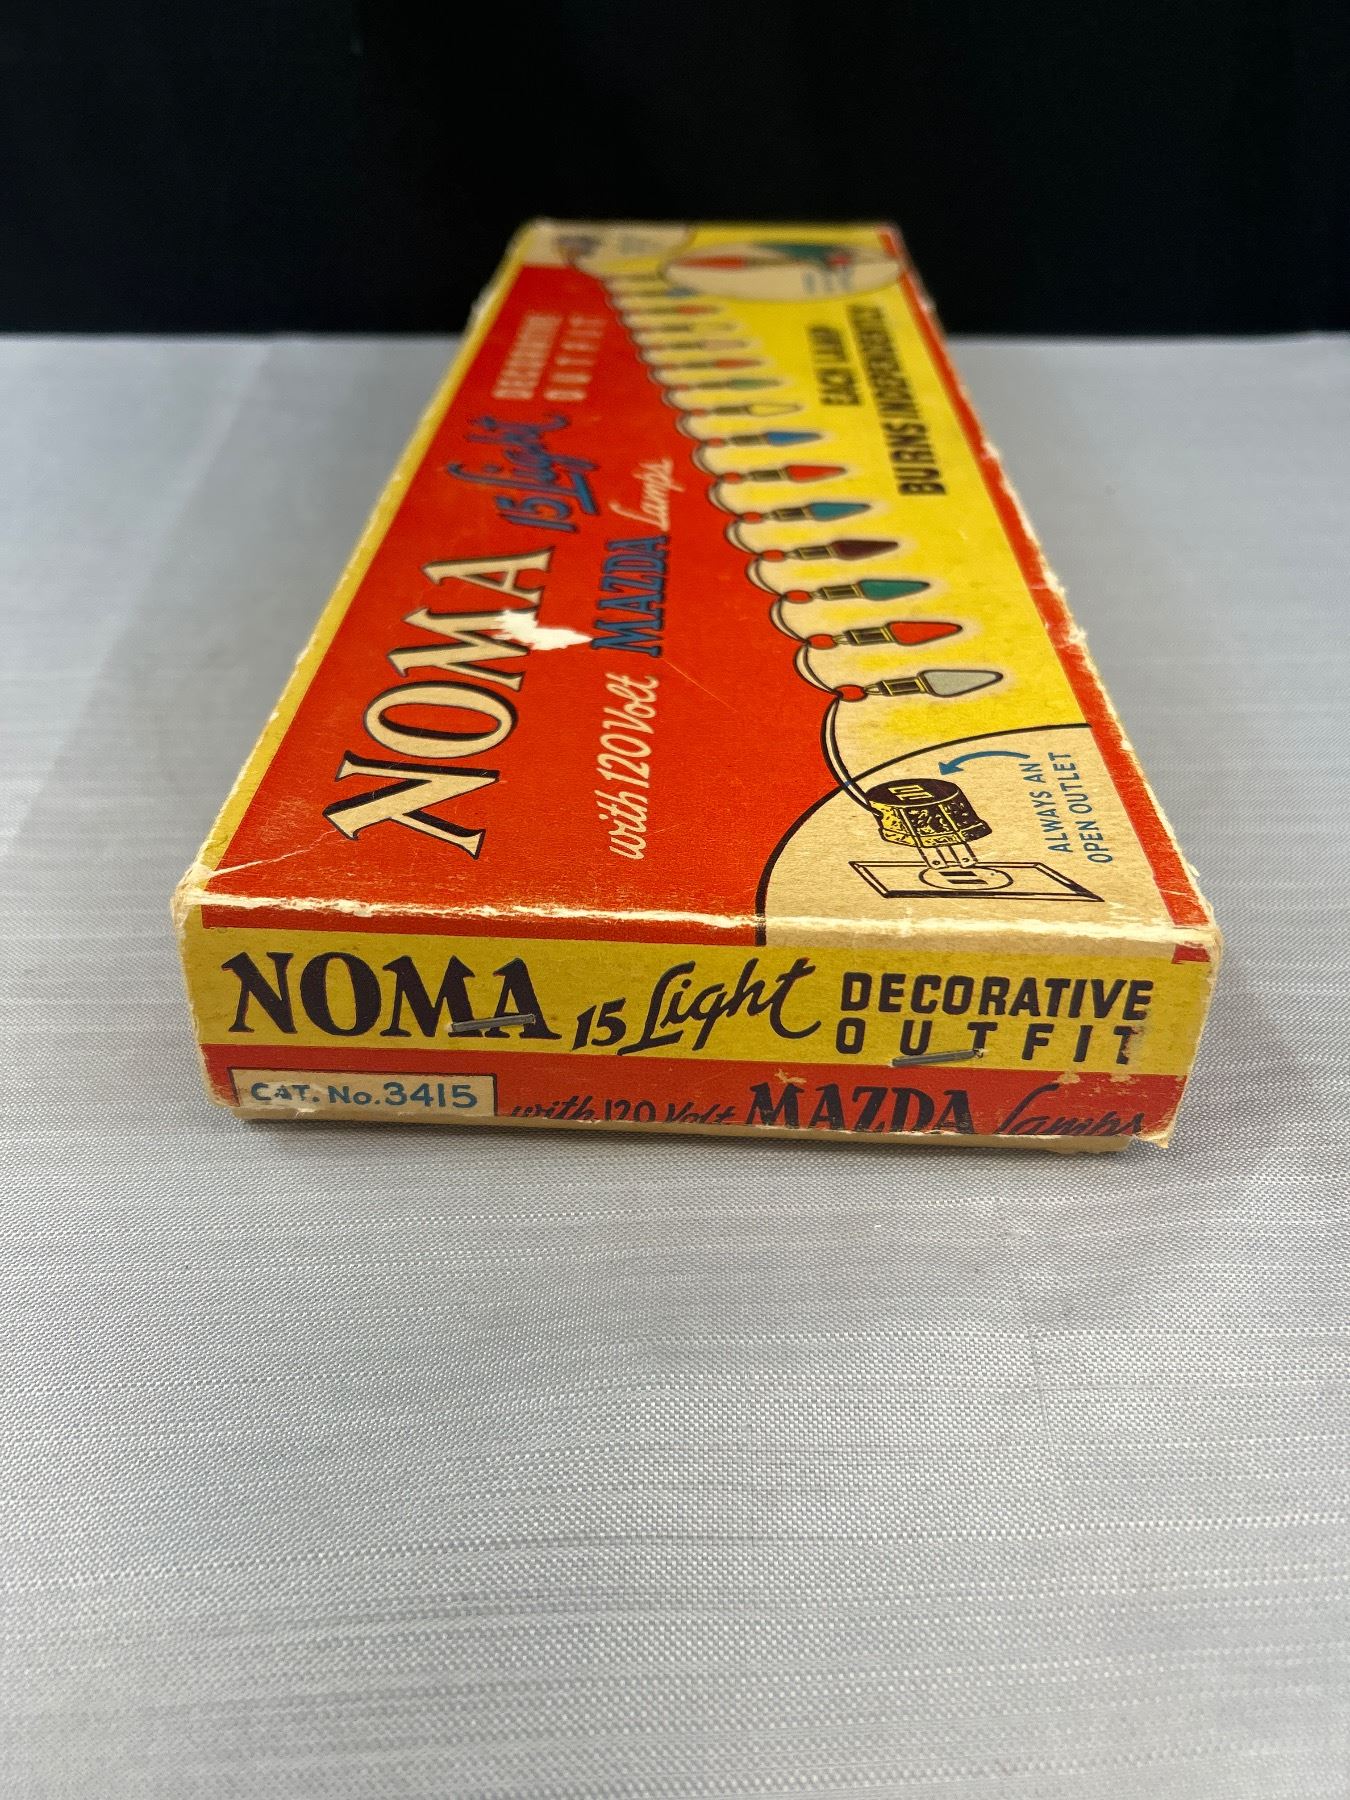 NOMA 15 Light DECORATIVE
OUTFIT
with 120 Volt MAZDA Lamps
EACH LAMP
BURNS INDEPENDENTLY
ALWAYS AN
OPEN OUTLET
NOMA 15 Light DECORATIVE
OUTFIT
CAT. No. 3415
with 120 Volt MAZDA Lamps